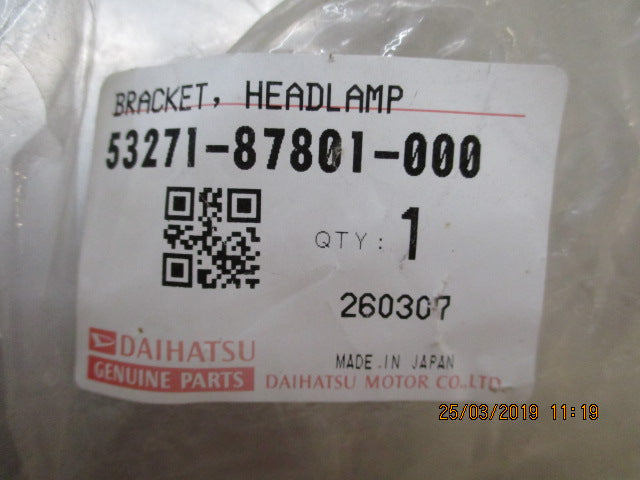 BRACKET, HEADLAMP
53271-87801-000
QTY: 1
260307
DAIHATSU
MADE IN JAPAN
GENUINE PARTS
DAIHATSU MOTOR CO.,LTD.
25/03/2019 11:19